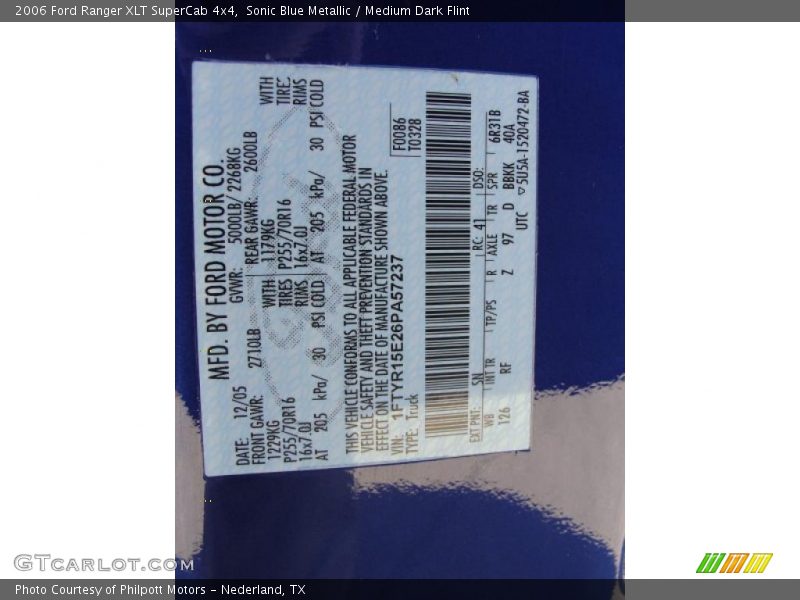 2006 Ford Ranger XLT SuperCab 4x4,  Sonic Blue Metallic / Medium Dark Flint
MFD. BY FORD MOTOR CO.
DATE: 12/05 GVWR: 5000LB/ 2268KG
FRONT GAWR: 2710LB REAR GAWR: 2600LB
1229KG WITH 1179KG WITH
P255/70R16 TIRES P255/70R16 TIRES
16x7.0J RIMS 16x7.0J RIMS
AT 205 kPa/ 30 PSI COLD AT 205 kPa/ 30 PSI COLD
THIS VEHICLE CONFORMS TO ALL APPLICABLE FEDERAL MOTOR
VEHICLE SAFETY AND THEFT PREVENTION STANDARDS IN
EFFECT ON THE DATE OF MANUFACTURE SHOWN ABOVE.
VIN: 1FTYR15E26PA57237 F0086
TYPE: Truck T0328
EXT PNT: SN RC: 41 DSO:
WB INT TR TP/PS R AXLE TR SPR 6R31B
126 RF Z 97 D BBKK 40A
UTC ▽5U5A-1520472-BA
GTcarlot.com
Photo Courtesy of Philpott Motors - Nederland, TX